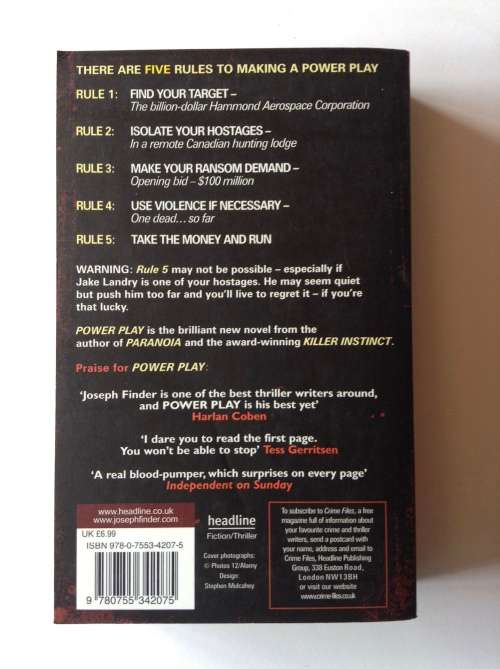 THERE ARE FIVE RULES TO MAKING A POWER PLAY
RULE 1: FIND YOUR TARGET –
The billion-dollar Hammond Aerospace Corporation
RULE 2: ISOLATE YOUR HOSTAGES –
In a remote Canadian hunting lodge
RULE 3: MAKE YOUR RANSOM DEMAND –
Opening bid – $100 million
RULE 4: USE VIOLENCE IF NECESSARY –
One dead... so far
RULE 5: TAKE THE MONEY AND RUN
WARNING: Rule 5 may not be possible – especially if
Jake Landry is one of your hostages. He may seem quiet
but push him too far and you'll live to regret it – if you're
that lucky.
POWER PLAY is the brilliant new novel from the
author of PARANOIA and the award-winning KILLER INSTINCT.
Praise for POWER PLAY:
'Joseph Finder is one of the best thriller writers around,
and POWER PLAY is his best yet'
Harlan Coben
'I dare you to read the first page.
You won't be able to stop' Tess Gerritsen
'A real blood-pumper, which surprises on every page'
Independent on Sunday
www.headline.co.uk
www.josephfinder.com
UK £6.99
ISBN 978-0-7553-4207-5
9 780755 342075
headline
Fiction/Thriller
Cover photographs:
© Photos 12/Alamy
Design:
Stephen Mulcahey
To subscribe to Crime Files, a free
magazine full of information about
your favourite crime and thriller
writers, send a postcard with
your name, address and email to
Crime Files, Headline Publishing
Group, 338 Euston Road,
London NW1 3BH
or visit our website
www.crime-files.co.uk